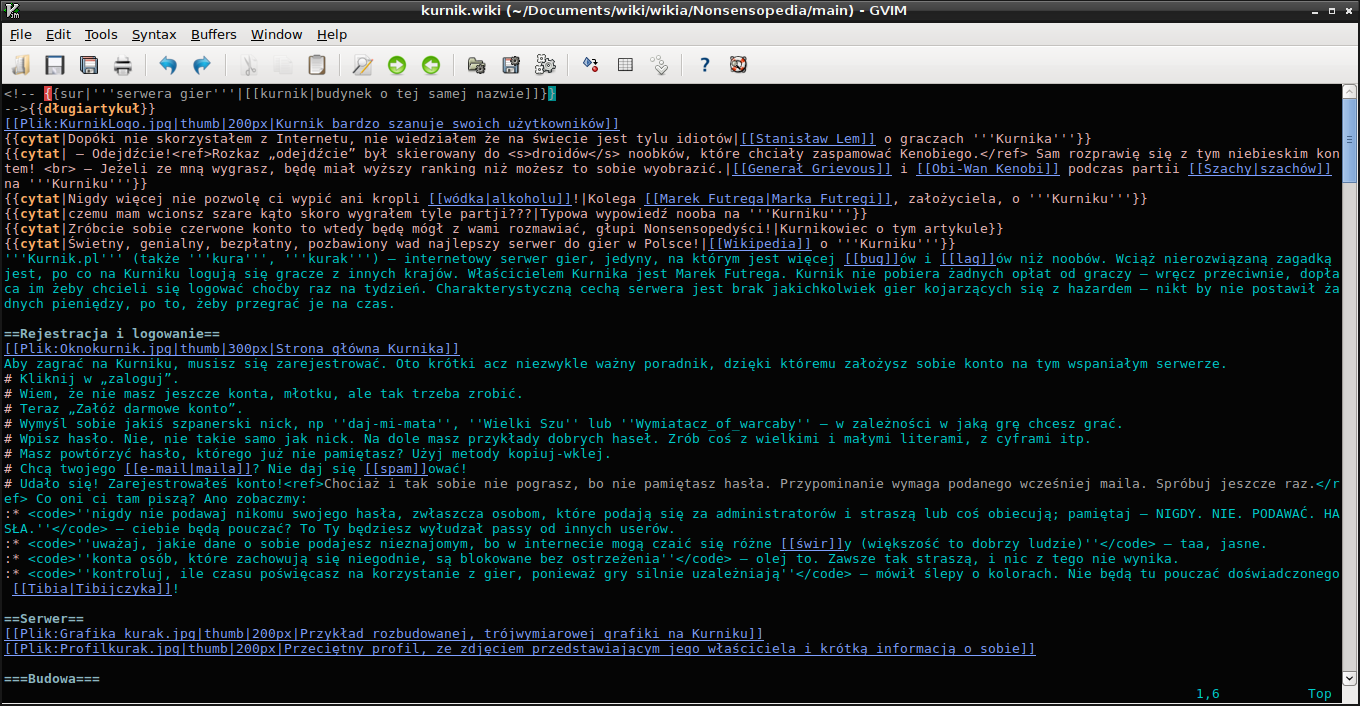 kurnik.wiki (~/Documents/wiki/wikia/Nonsensopedia/main) - GVIM
File Edit Tools Syntax Buffers Window Help
<!-- {{sur|'''serwera gier'''|[[kurnik|budynek o tej samej nazwie]]}}
-->{{długiartykuł}}
[[Plik:KurnikLogo.jpg|thumb|200px|Kurnik bardzo szanuje swoich użytkowników]]
{{cytat|Dopóki nie skorzystałem z Internetu, nie wiedziałem że na świecie jest tylu idiotów|[[Stanisław Lem]] o graczach '''Kurnika'''}}
{{cytat| – Odejdźcie!<ref>Rozkaz „odejdźcie” był skierowany do <s>droidów</s> noobków, które chciały zaspamować Kenobiego.</ref> Sam rozprawię się z tym niebieskim kon
tem! <br> – Jeżeli ze mną wygrasz, będę miał wyższy ranking niż możesz to sobie wyobrazić.|[[Generał Grievous]] i [[Obi-Wan Kenobi]] podczas partii [[Szachy|szachów]]
na '''Kurniku'''}}
{{cytat|Nigdy więcej nie pozwolę ci wypić ani kropli [[wódka|alkoholu]]!|Kolega [[Marek Futrega|Marka Futregi]], założyciela, o '''Kurniku'''}}
{{cytat|czemu mam wcionsz szare kąto skoro wygrałem tyle partji???|Typowa wypowiedź nooba na '''Kurniku'''}}
{{cytat|Zróbcie sobie czerwone konto to wtedy będę mógł z wami rozmawiać, głupi Nonsensopedyści!|Kurnikowiec o tym artykule}}
{{cytat|Świetny, genialny, bezpłatny, pozbawiony wad najlepszy serwer do gier w Polsce!|[[Wikipedia]] o '''Kurniku'''}}
'''Kurnik.pl''' (także '''kura''', '''kurak''') – internetowy serwer gier, jedyny, na którym jest więcej [[bug]]ów i [[lag]]ów niż noobów. Wciąż nierozwiązaną zagadką
jest, po co na Kurniku logują się gracze z innych krajów. Właścicielem Kurnika jest Marek Futrega. Kurnik nie pobiera żadnych opłat od graczy – wręcz przeciwnie, dopła
ca im żeby chcieli się logować choćby raz na tydzień. Charakterystyczną cechą serwera jest brak jakichkolwiek gier kojarzących się z hazardem – nikt by nie postawił ża
dnych pieniędzy, po to, żeby przegrać je na czas.
==Rejestracja i logowanie==
[[Plik:Oknokurnik.jpg|thumb|300px|Strona główna Kurnika]]
Aby zagrać na Kurniku, musisz się zarejestrować. Oto krótki acz niezwykle ważny poradnik, dzięki któremu założysz sobie konto na tym wspaniałym serwerze.
# Kliknij w „zaloguj”.
# Wiem, że nie masz jeszcze konta, młotku, ale tak trzeba zrobić.
# Teraz „Załóż darmowe konto”.
# Wymyśl sobie jakiś szpanerski nick, np ''daj-mi-mata'', ''Wielki Szu'' lub ''Wymiatacz_of_warcaby'' – w zależności w jaką grę chcesz grać.
# Wpisz hasło. Nie, nie takie samo jak nick. Na dole masz przykłady dobrych haseł. Zrób coś z wielkimi i małymi literami, z cyframi itp.
# Masz powtórzyć hasło, którego już nie pamiętasz? Użyj metody kopiuj-wklej.
# Chcą twojego [[e-mail|maila]]? Nie daj się [[spam]]ować!
# Udało się! Zarejestrowałeś konto!<ref>Chociaż i tak sobie nie pograsz, bo nie pamiętasz hasła. Przypominanie wymaga podanego wcześniej maila. Spróbuj jeszcze raz.</r
ef> Co oni ci tam piszą? Ano zobaczmy:
:* <code>''nigdy nie podawaj nikomu swojego hasła, zwłaszcza osobom, które podają się za administratorów i straszą lub coś obiecują; pamiętaj – NIGDY. NIE. PODAWAĆ. HA
SŁA.''</code> – ciebie będą pouczać? To Ty będziesz wyłudzał passy od innych userów.
:* <code>''uważaj, jakie dane o sobie podajesz nieznajomym, bo w internecie mogą czaić się różne [[świr]]y (większość to dobrzy ludzie)''</code> – taa, jasne.
:* <code>''konta osób, które zachowują się niegodnie, są blokowane bez ostrzeżenia''</code> – olej to. Zawsze tak straszą, i nic z tego nie wynika.
:* <code>''kontroluj, ile czasu poświęcasz na korzystanie z gier, ponieważ gry silnie uzależniają''</code> – mówił ślepy o kolorach. Nie będą tu pouczać doświadczonego
[[Tibia|Tibijczyka]]!
==Serwer==
[[Plik:Grafika kurak.jpg|thumb|200px|Przykład rozbudowanej, trójwymiarowej grafiki na Kurniku]]
[[Plik:Profilkurak.jpg|thumb|200px|Przeciętny profil, ze zdjęciem przedstawiającym jego właściciela i krótką informacją o sobie]]
===Budowa===
1,6 Top